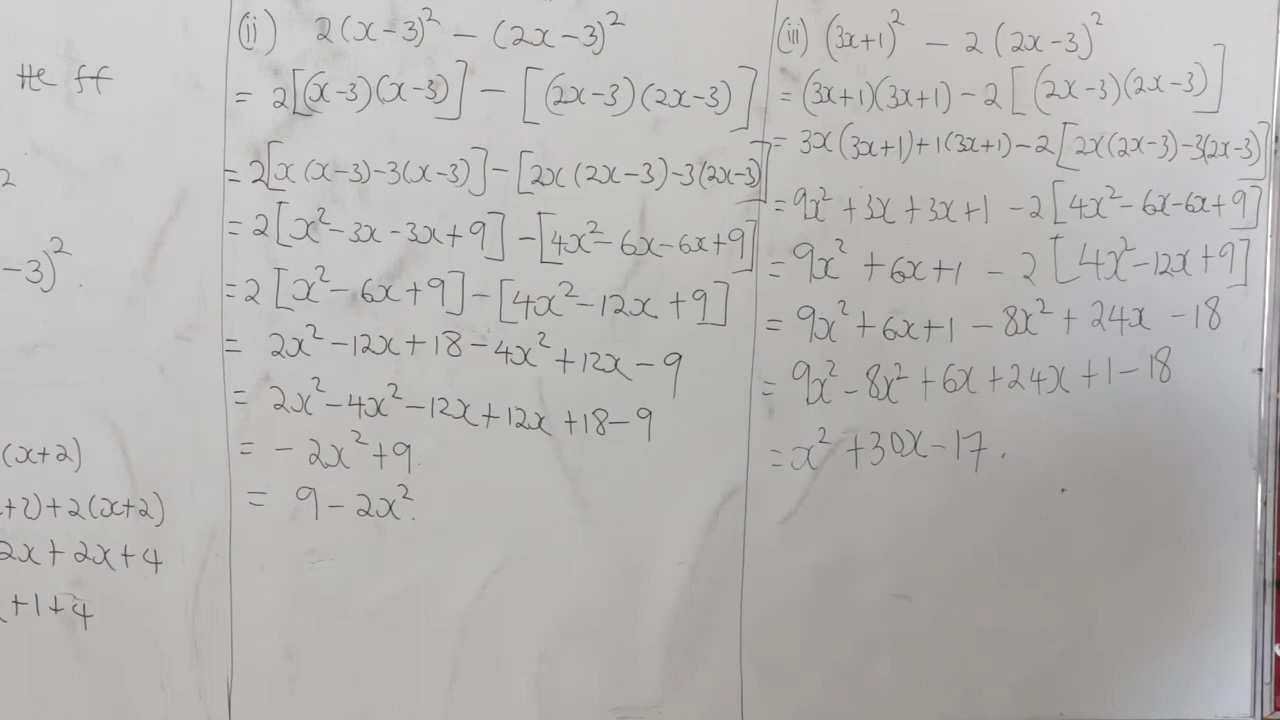 the ff
2
-3)².
(x+2)
+2)+2(x+2)
2x+2x+4
+1+4
(ii) 2(x-3)² - (2x-3)²
= 2[(x-3)(x-3)] - [(2x-3)(2x-3)]
= 2[x(x-3)-3(x-3)] - [2x(2x-3)-3(2x-3)]
= 2[x²-3x-3x+9] - [4x²-6x-6x+9]
= 2[x²-6x+9] - [4x²-12x+9]
= 2x²-12x+18-4x²+12x-9
= 2x²-4x²-12x+12x+18-9
= -2x²+9.
= 9-2x².
(iii) (3x+1)² - 2(2x-3)²
= (3x+1)(3x+1) - 2[(2x-3)(2x-3)]
= 3x(3x+1)+1(3x+1)-2[2x(2x-3)-3(2x-3)]
= 9x²+3x+3x+1 -2[4x²-6x-6x+9]
= 9x²+6x+1 - 2[4x²-12x+9]
= 9x²+6x+1-8x²+24x-18
= 9x²-8x²+6x+24x+1-18
= x²+30x-17.